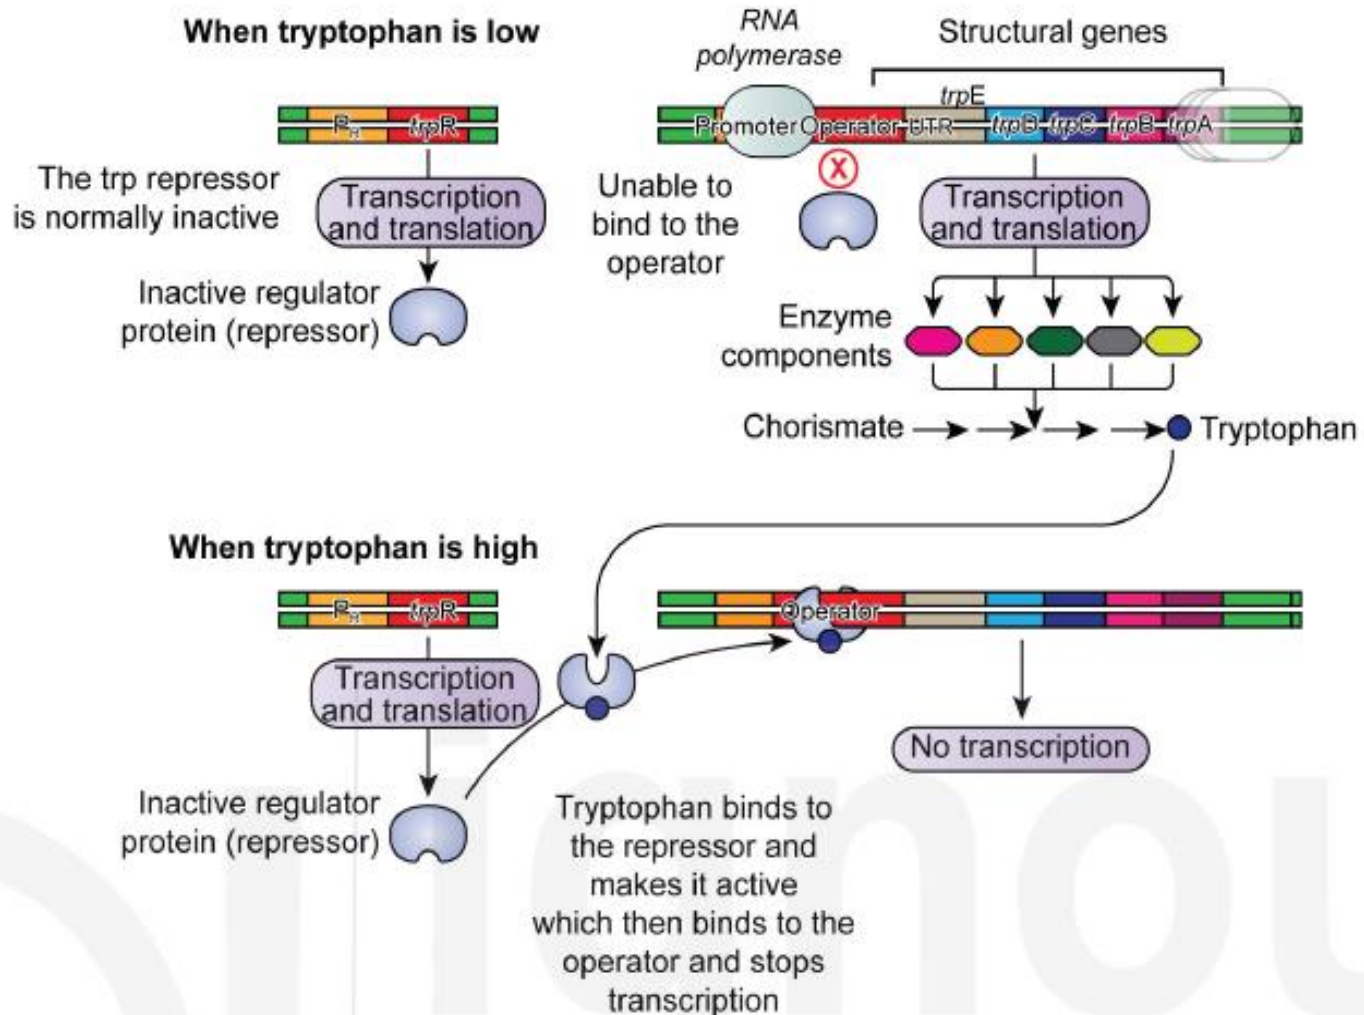 When tryptophan is low
RNA
polymerase
Structural genes
trpE
P_R trpR
Promoter Operator UTR trpD trpC trpB trpA
The trp repressor
is normally inactive
Transcription
and translation
X
Unable to
bind to the
operator
Transcription
and translation
Inactive regulator
protein (repressor)
Enzyme
components
Chorismate
Tryptophan
When tryptophan is high
P_R trpR
Operator
Transcription
and translation
No transcription
Inactive regulator
protein (repressor)
Tryptophan binds to
the repressor and
makes it active
which then binds to the
operator and stops
transcription
ignou